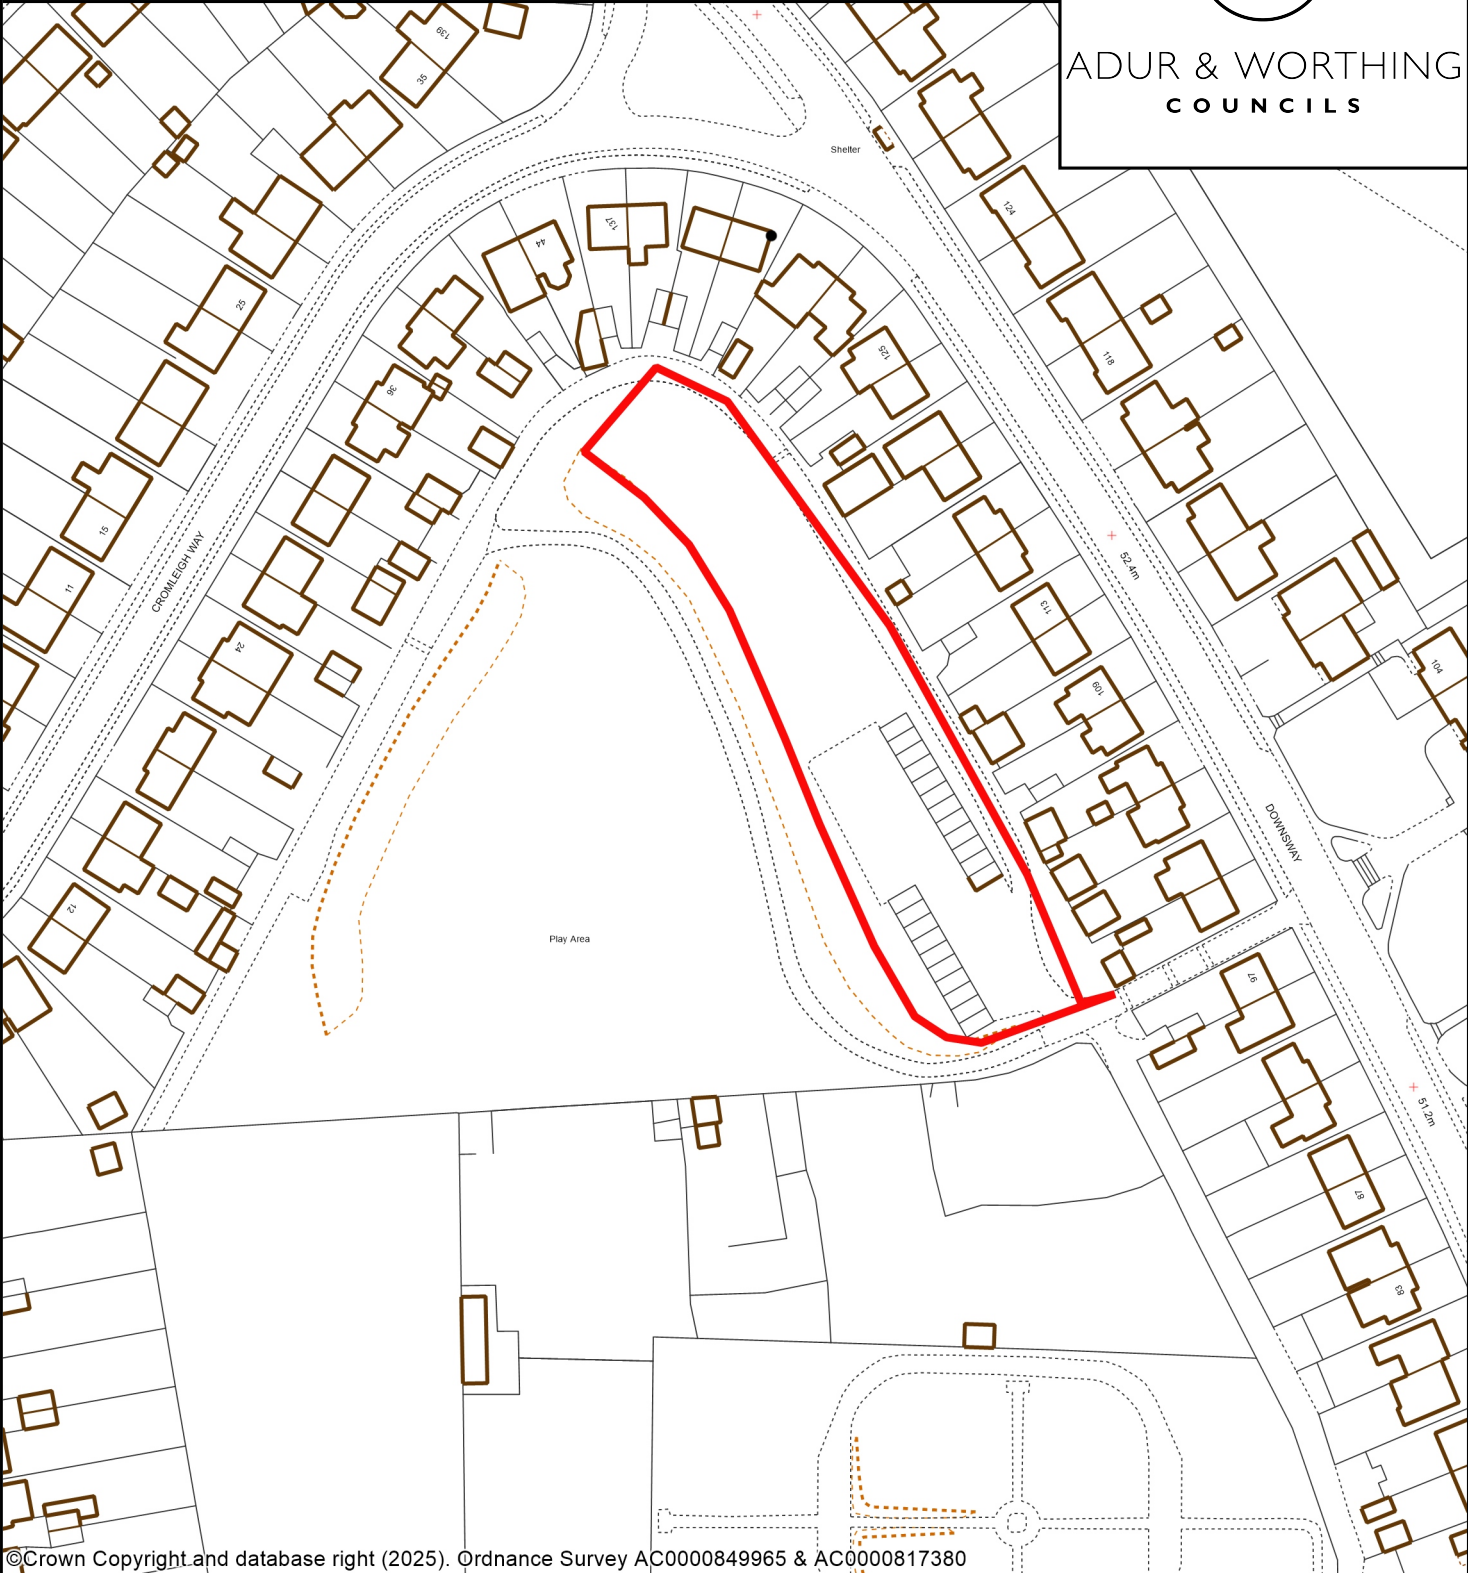 ADUR & WORTHING
COUNCILS
139
35
Shelter
124
137
44
25
118
125
36
15
52.4m
CROMLEIGH WAY
11
113
24
104
109
DOWNSWAY
12
Play Area
97
51.2m
87
83
©Crown Copyright and database right (2025). Ordnance Survey AC0000849965 & AC0000817380